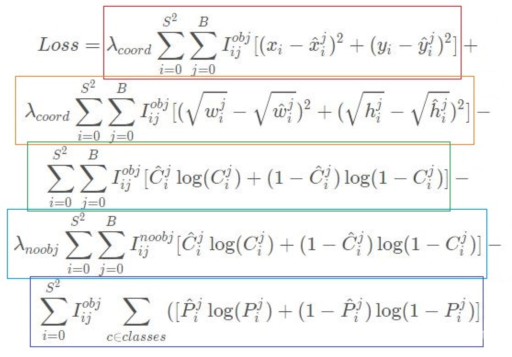 Loss = λ_{coord} \sum_{i=0}^{S^2} \sum_{j=0}^{B} I_{ij}^{obj} [(x_i - \hat{x}_i^j)^2 + (y_i - \hat{y}_i^j)^2] +
λ_{coord} \sum_{i=0}^{S^2} \sum_{j=0}^{B} I_{ij}^{obj} [(\sqrt{w_i^j} - \sqrt{\hat{w}_i^j})^2 + (\sqrt{h_i^j} - \sqrt{\hat{h}_i^j})^2] -
\sum_{i=0}^{S^2} \sum_{j=0}^{B} I_{ij}^{obj} [\hat{C}_i^j \log(C_i^j) + (1 - \hat{C}_i^j) \log(1 - C_i^j)] -
λ_{noobj} \sum_{i=0}^{S^2} \sum_{j=0}^{B} I_{ij}^{noobj} [\hat{C}_i^j \log(C_i^j) + (1 - \hat{C}_i^j) \log(1 - C_i^j)] -
\sum_{i=0}^{S^2} I_{ij}^{obj} \sum_{c∈classes} ([\hat{P}_i^j \log(P_i^j) + (1 - \hat{P}_i^j) \log(1 - P_i^j)]